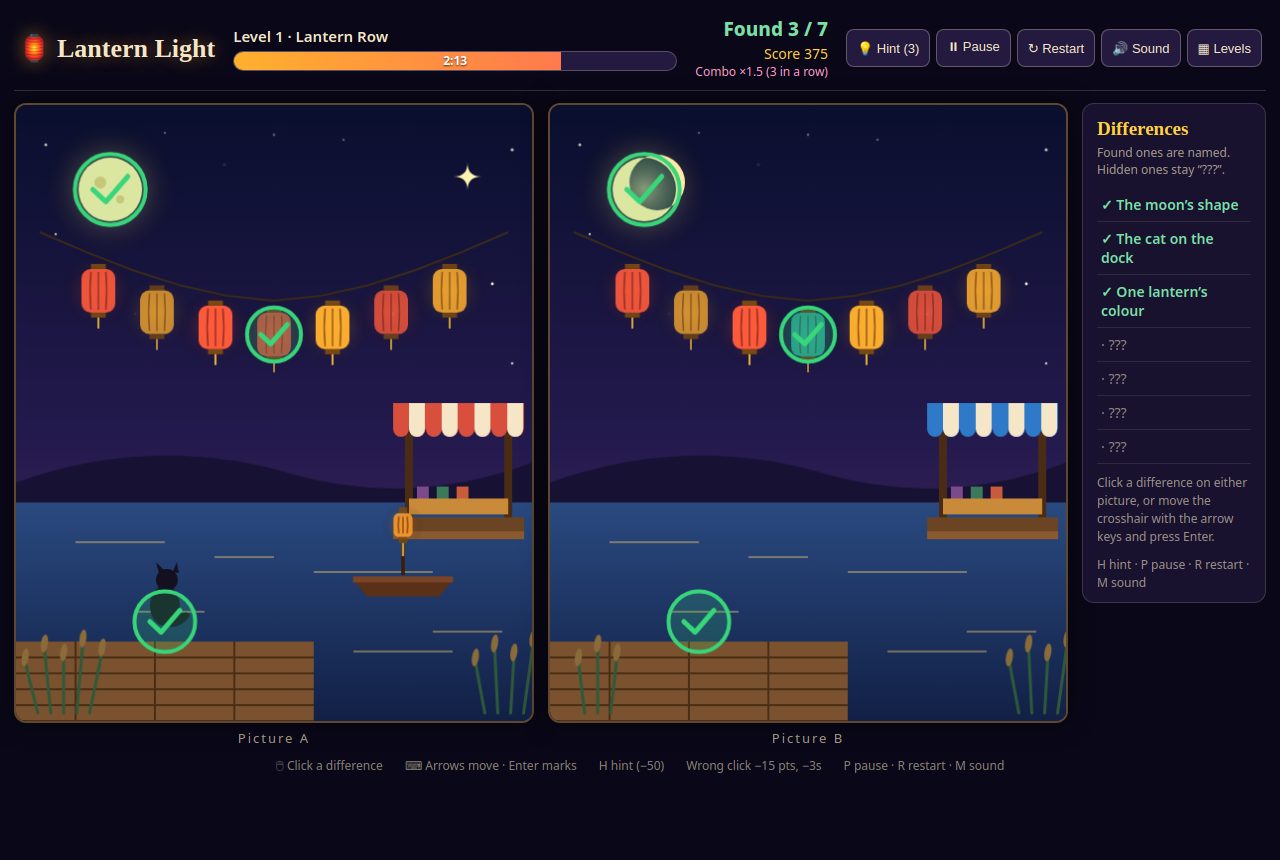 🏮 Lantern Light
Level 1 · Lantern Row
2:13
Found 3 / 7
Score 375
Combo ×1.5 (3 in a row)
💡 Hint (3)
⏸ Pause
↻ Restart
🔊 Sound
▦ Levels
Differences
Found ones are named.
Hidden ones stay “???”.
✓ The moon’s shape
✓ The cat on the
dock
✓ One lantern’s
colour
· ???
· ???
· ???
· ???
Click a difference on either
picture, or move the
crosshair with the arrow
keys and press Enter.
H hint · P pause · R restart ·
M sound
Picture A
Picture B
🖱 Click a difference
⌨ Arrows move · Enter marks
H hint (−50)
Wrong click −15 pts, −3s
P pause · R restart · M sound